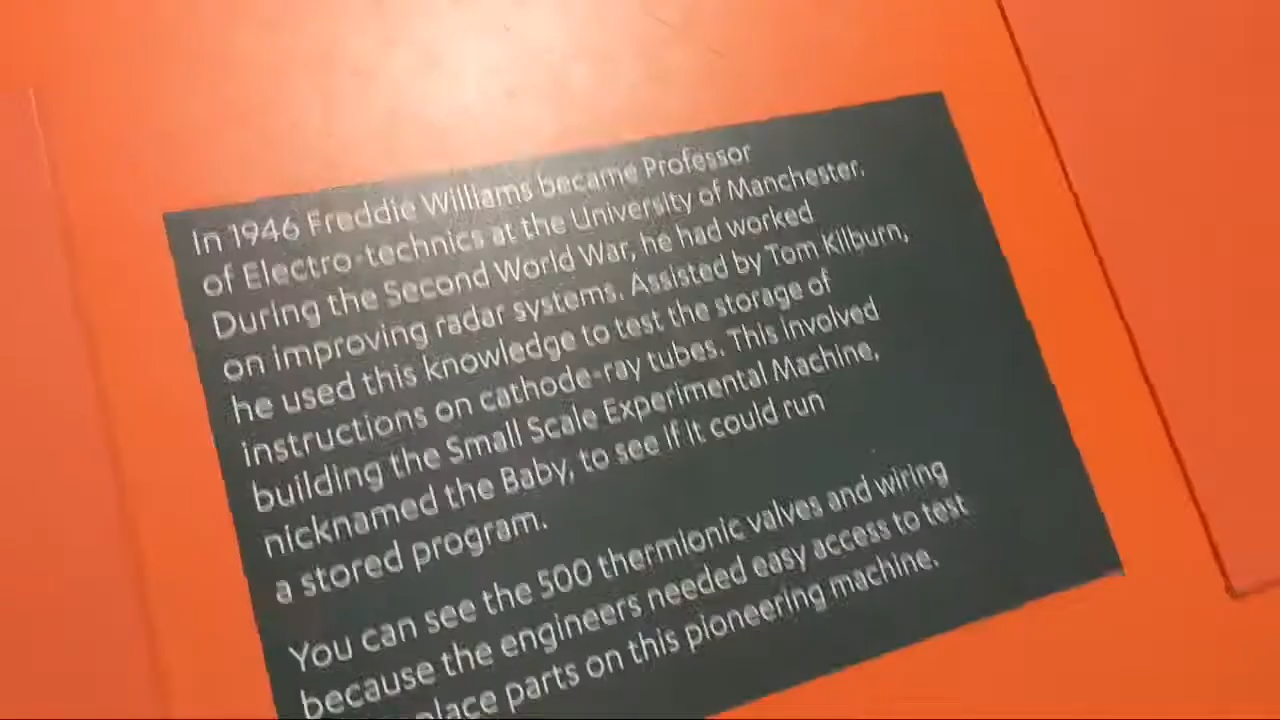 In 1946 Freddie Williams became Professor
of Electro-technics at the University of Manchester.
During the Second World War, he had worked
on improving radar systems. Assisted by Tom Kilburn,
he used this knowledge to test the storage of
instructions on cathode-ray tubes. This involved
building the Small Scale Experimental Machine,
nicknamed the Baby, to see if it could run
a stored program.
You can see the 500 thermionic valves and wiring
because the engineers needed easy access to test
parts on this pioneering machine.